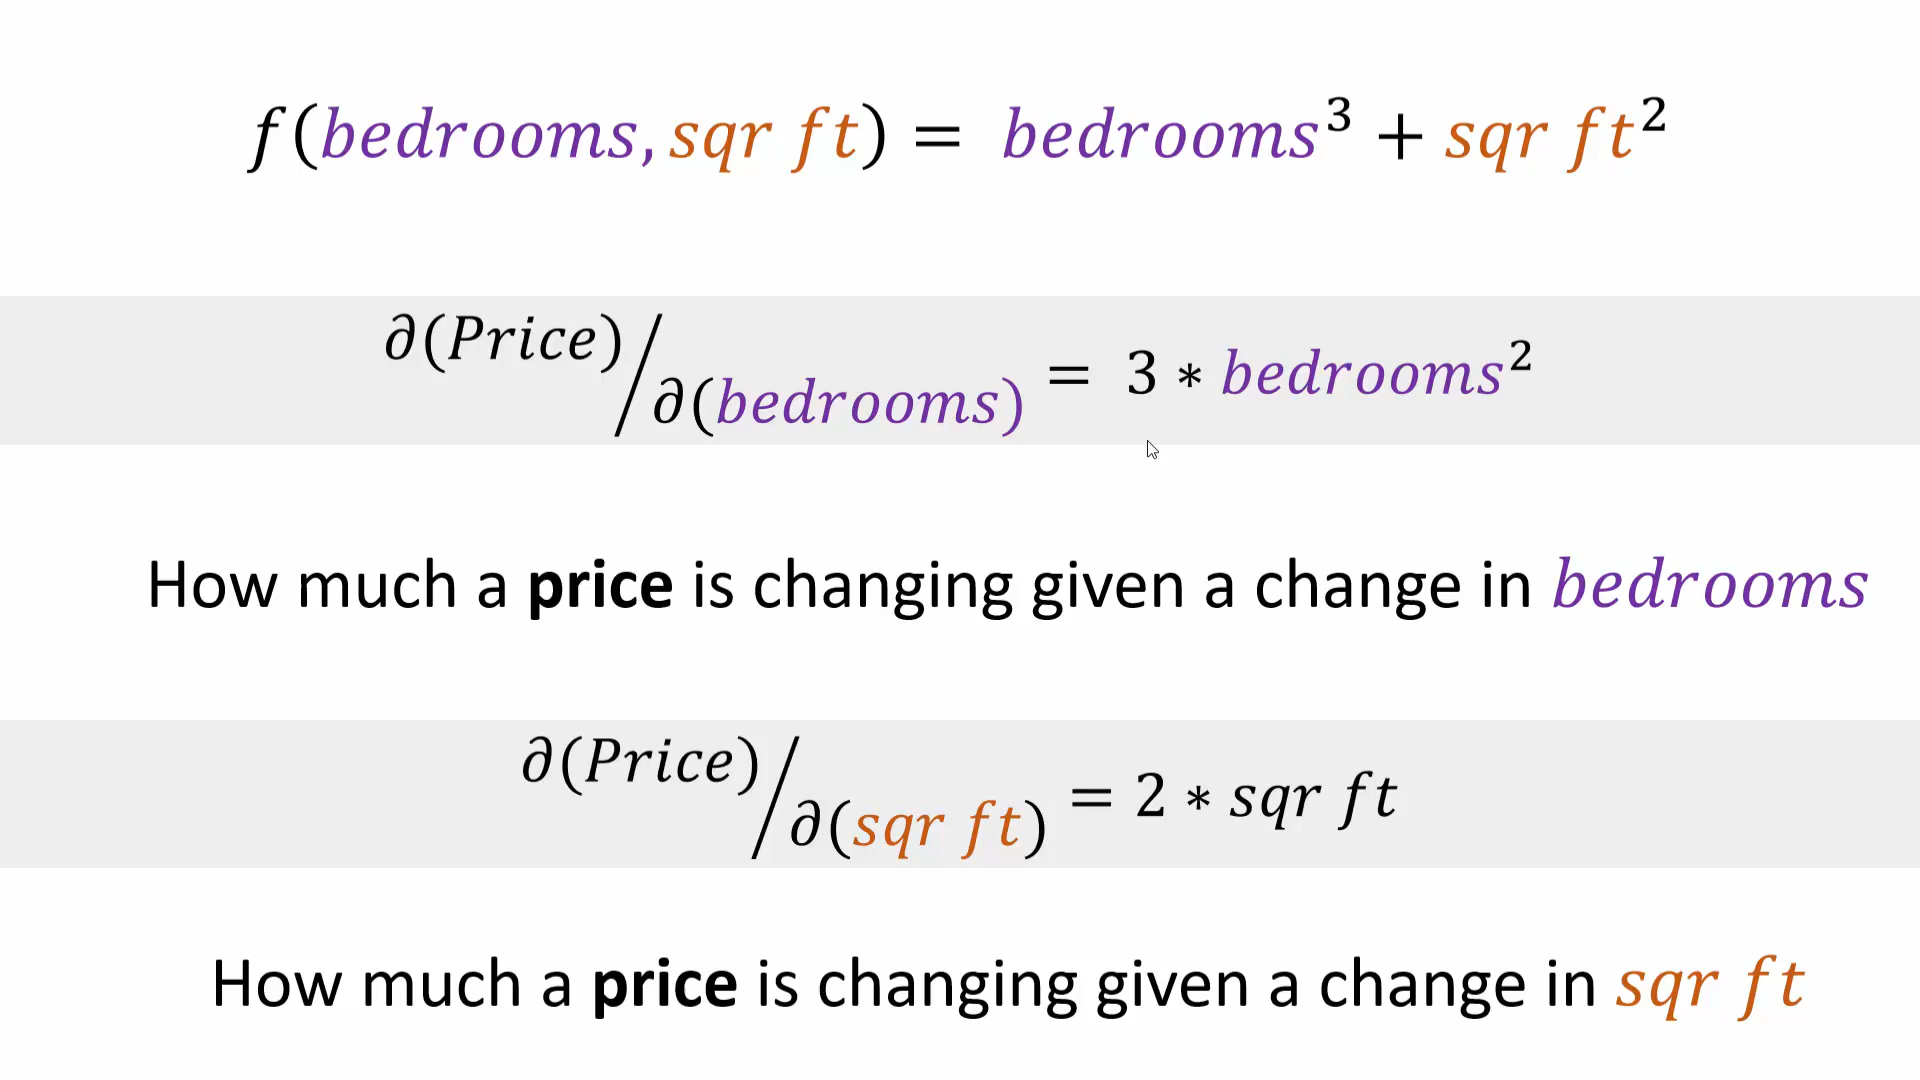 f(bedrooms, sqr ft) = bedrooms³ + sqr ft²
∂(Price)/∂(bedrooms) = 3 * bedrooms²
How much a price is changing given a change in bedrooms
∂(Price)/∂(sqr ft) = 2 * sqr ft
How much a price is changing given a change in sqr ft